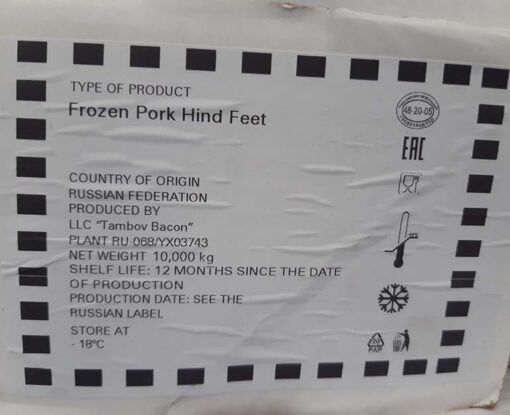 TYPE OF PRODUCT
Frozen Pork Hind Feet
48-20-05
EAC
COUNTRY OF ORIGIN
RUSSIAN FEDERATION
PRODUCED BY
LLC "Tambov Bacon"
PLANT RU-068/YX03743
NET WEIGHT 10,000 kg
SHELF LIFE: 12 MONTHS SINCE THE DATE
OF PRODUCTION
PRODUCTION DATE: SEE THE
RUSSIAN LABEL
STORE AT
- 18°C
PAP